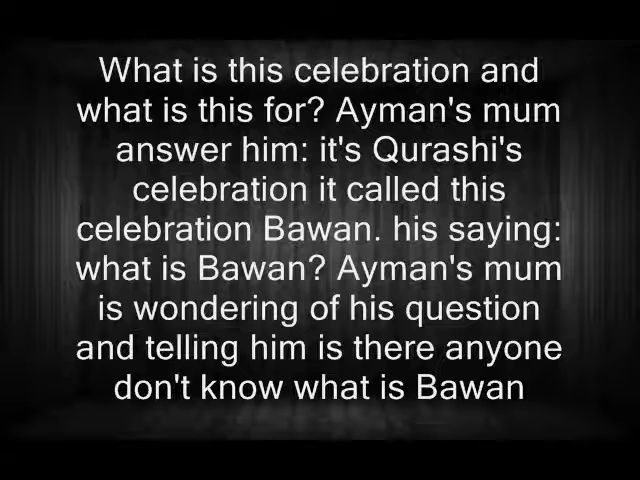 What is this celebration and
what is this for? Ayman's mum
answer him: it's Qurashi's
celebration it called this
celebration Bawan. his saying:
what is Bawan? Ayman's mum
is wondering of his question
and telling him is there anyone
don't know what is Bawan